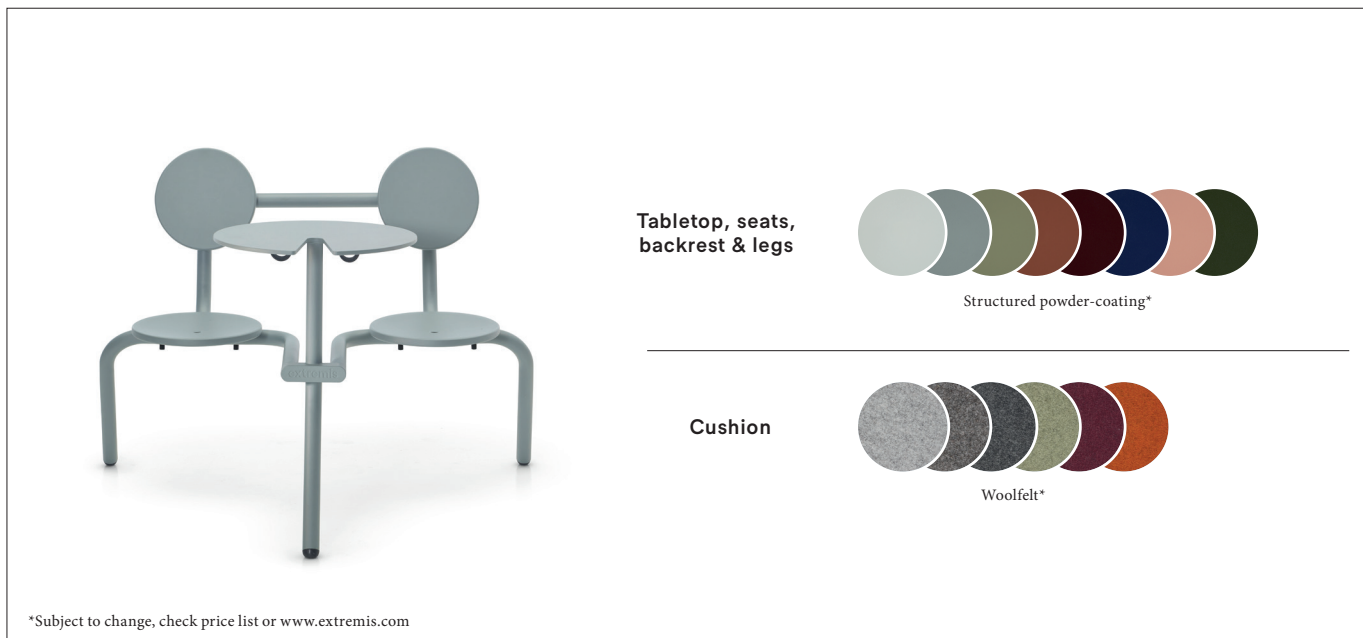 extremis
Tabletop, seats,
backrest & legs
Structured powder-coating*
Cushion
Woolfelt*
*Subject to change, check price list or www.extremis.com